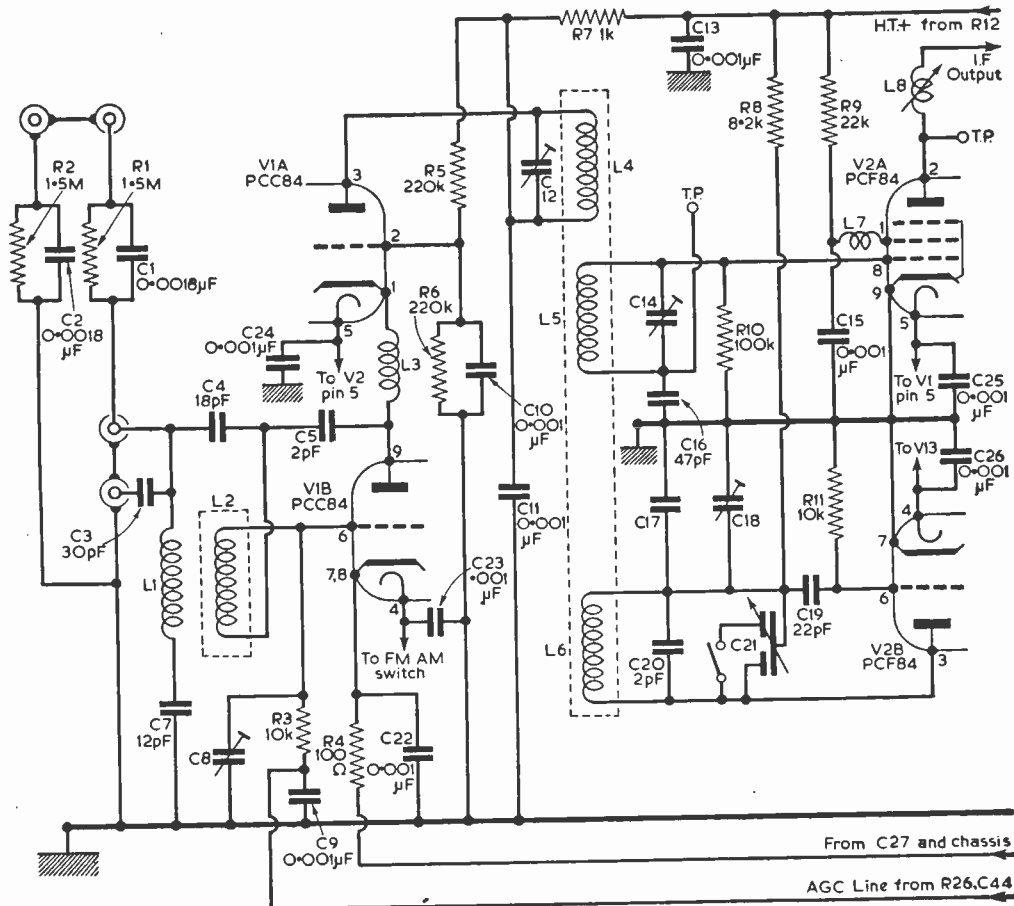 R7 1k
C13
0·001µF
H.T.+ from R12
I.F
Output
L8
R2
1·5M
R1
1·5M
V1A
PCC84
3
R5
220k
C
12
L4
R8
8·2k
R9
22k
T.P.
V2A
PCF84
2
T.P.
L7
1
C1
0·0018µF
C2
0·0018
µF
2
8
R6
220k
1
9
C24
0·001µF
5
To V2
pin 5
L3
L5
C14
R10
100k
C15
0·001
µF
5
To V1
pin 5
C25
0·001
µF
C4
18pF
C5
2pF
C10
0·001
µF
C16
47pF
To V13
C26
0·001
µF
9
V1B
PCC84
C11
0·001
µF
C17
C18
R11
10k
4
L2
6
7
C3
30pF
L1
7,8
4
C23
·001
µF
6
To FM AM
switch
L6
C19
22pF
C20
2pF
C21
V2B
PCF84
3
C7
12pF
C8
R3
10k
R4
100
Ω
C22
0·001
µF
C9
0·001µF
From C27 and chassis
AGC Line from R26,C44